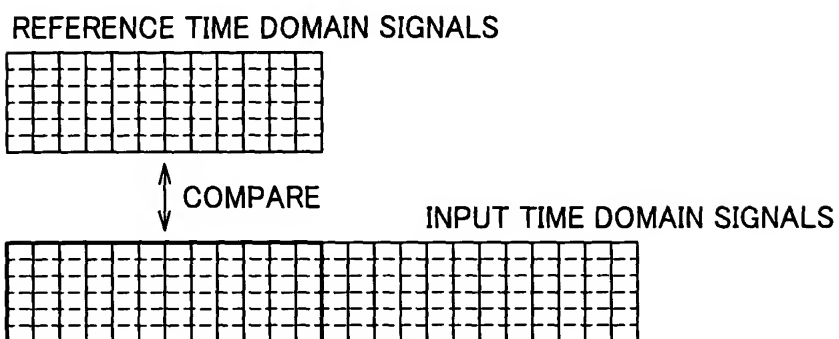 REFERENCE TIME DOMAIN SIGNALS
COMPARE
INPUT TIME DOMAIN SIGNALS